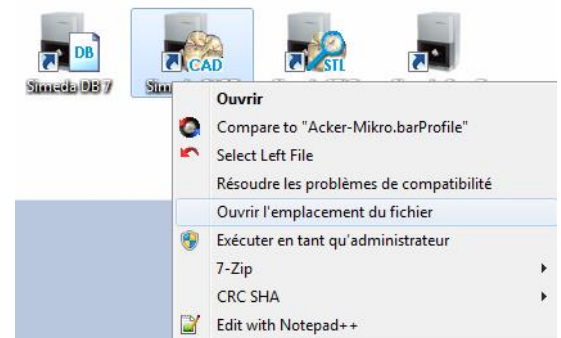 DB
CAD
STL
Simeda DB 7
Sim
Ouvrir
Compare to "Acker-Mikro.barProfile"
Select Left File
Résoudre les problèmes de compatibilité
Ouvrir l'emplacement du fichier
Exécuter en tant qu'administrateur
7-Zip
CRC SHA
Edit with Notepad++